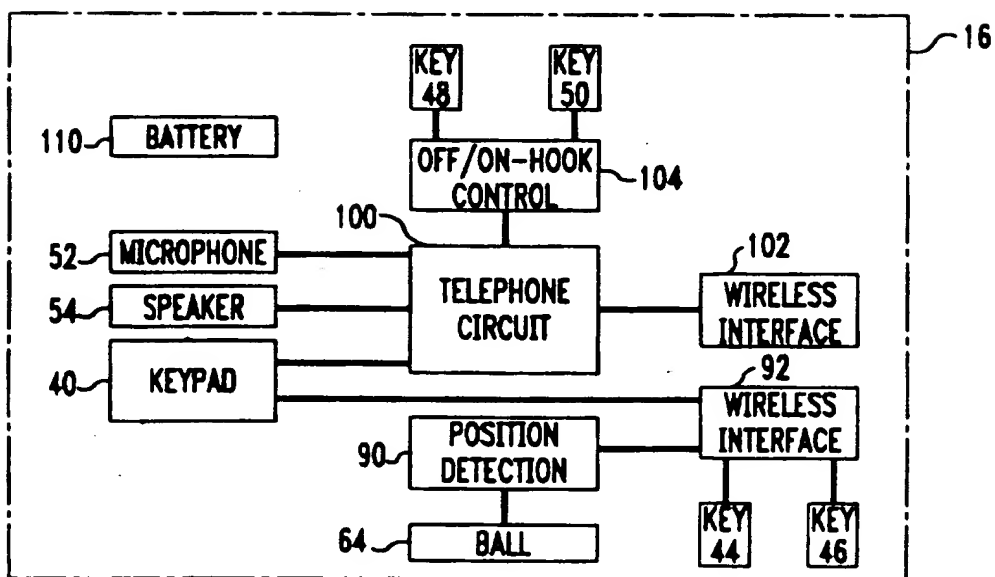 16
KEY
48
KEY
50
110
BATTERY
OFF/ON-HOOK
CONTROL
104
100
52
MICROPHONE
102
54
SPEAKER
TELEPHONE
CIRCUIT
WIRELESS
INTERFACE
40
KEYPAD
92
WIRELESS
INTERFACE
90
POSITION
DETECTION
64
BALL
KEY
44
KEY
46